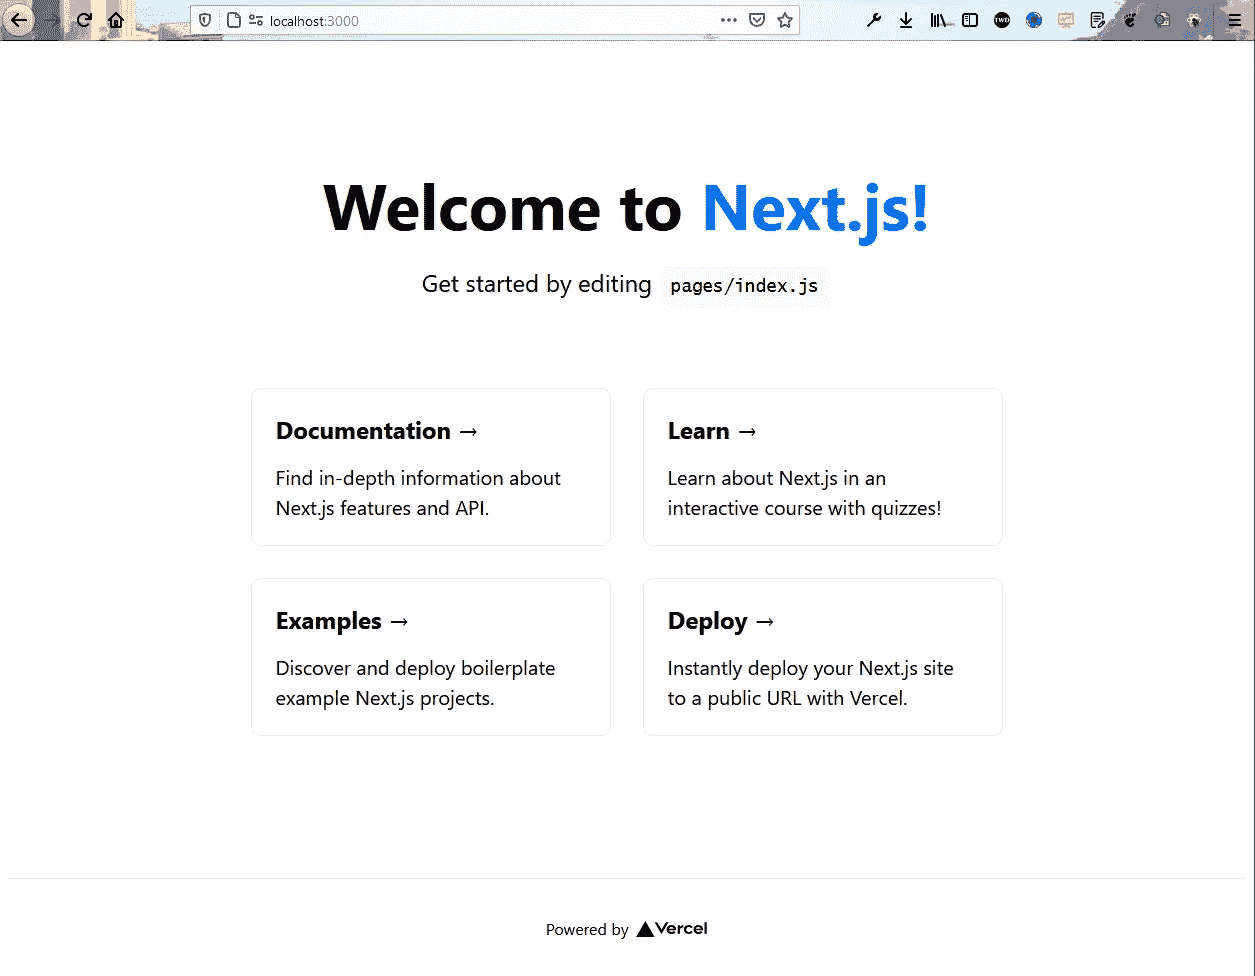 localhost:3000
TWD
Welcome to Next.js!
Get started by editing pages/index.js
Documentation →
Find in-depth information about
Next.js features and API.
Learn →
Learn about Next.js in an
interactive course with quizzes!
Examples →
Discover and deploy boilerplate
example Next.js projects.
Deploy →
Instantly deploy your Next.js site
to a public URL with Vercel.
Powered by Vercel